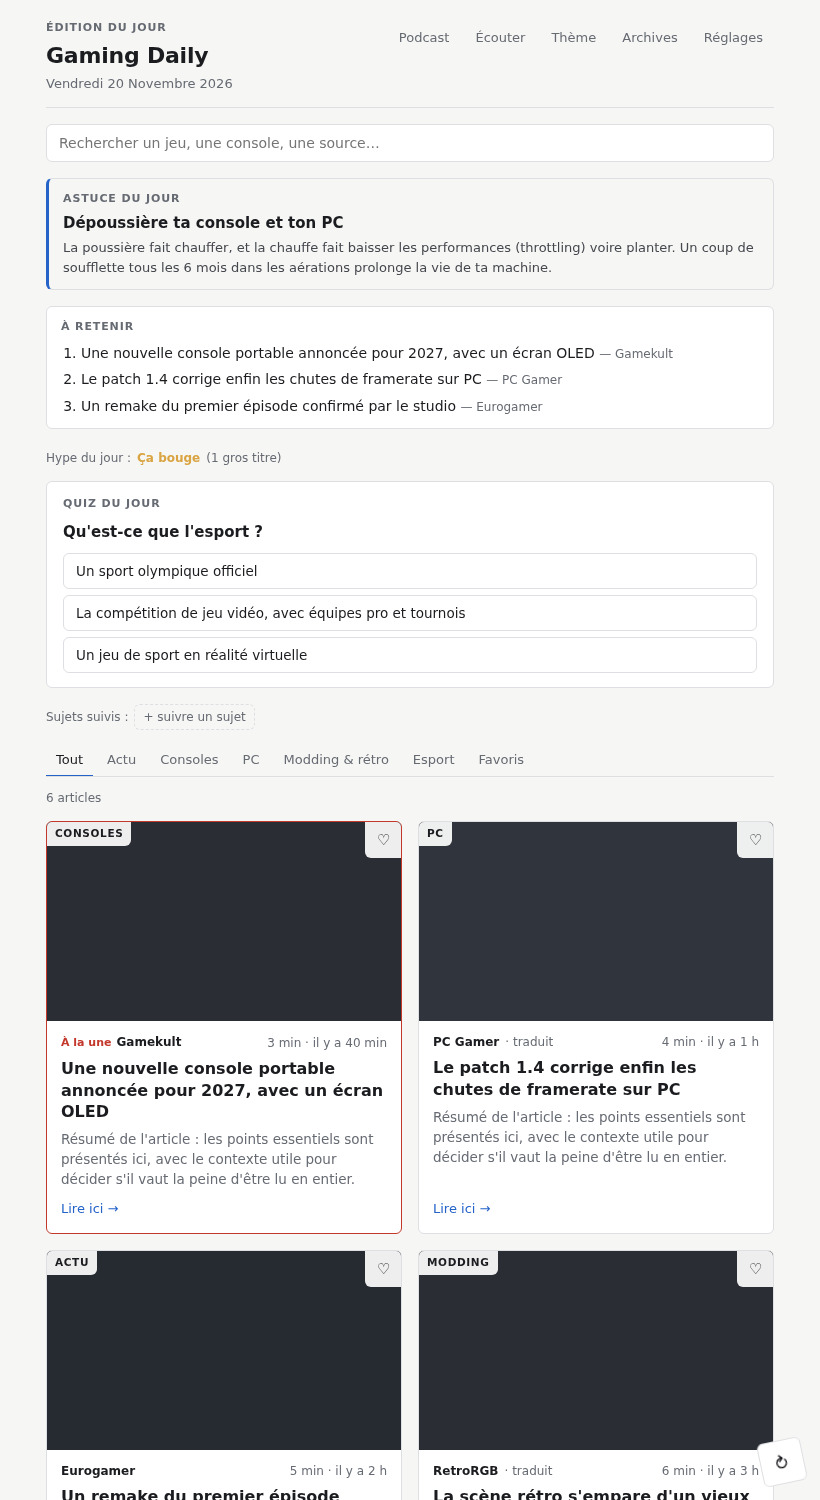 ÉDITION DU JOUR
Gaming Daily
Vendredi 20 Novembre 2026
Podcast Écouter Thème Archives Réglages
Rechercher un jeu, une console, une source…
ASTUCE DU JOUR
Dépoussière ta console et ton PC
La poussière fait chauffer, et la chauffe fait baisser les performances (throttling) voire planter. Un coup de
soufflette tous les 6 mois dans les aérations prolonge la vie de ta machine.
À RETENIR
1. Une nouvelle console portable annoncée pour 2027, avec un écran OLED — Gamekult
2. Le patch 1.4 corrige enfin les chutes de framerate sur PC — PC Gamer
3. Un remake du premier épisode confirmé par le studio — Eurogamer
Hype du jour : Ça bouge (1 gros titre)
QUIZ DU JOUR
Qu'est-ce que l'esport ?
Un sport olympique officiel
La compétition de jeu vidéo, avec équipes pro et tournois
Un jeu de sport en réalité virtuelle
Sujets suivis : + suivre un sujet
Tout Actu Consoles PC Modding & rétro Esport Favoris
6 articles
CONSOLES
À la une Gamekult 3 min · il y a 40 min
Une nouvelle console portable
annoncée pour 2027, avec un écran
OLED
Résumé de l'article : les points essentiels sont
présentés ici, avec le contexte utile pour
décider s'il vaut la peine d'être lu en entier.
Lire ici →
PC
PC Gamer · traduit 4 min · il y a 1 h
Le patch 1.4 corrige enfin les
chutes de framerate sur PC
Résumé de l'article : les points essentiels sont
présentés ici, avec le contexte utile pour
décider s'il vaut la peine d'être lu en entier.
Lire ici →
ACTU
Eurogamer 5 min · il y a 2 h
Un remake du premier épisode
MODDING
RetroRGB · traduit 6 min · il y a 3 h
La scène rétro s'empare d'un vieux